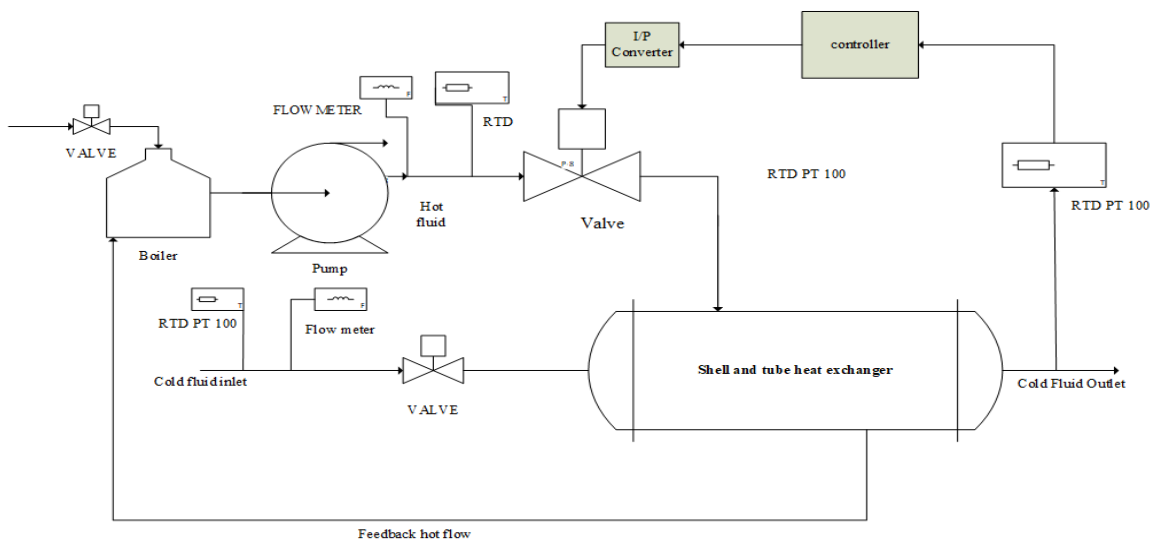 I/P
Converter
controller
F
T
FLOW METER
RTD
VALVE
P-8
RTD PT 100
T
RTD PT 100
Hot
fluid
Valve
Boiler
Pump
T
F
RTD PT 100
Flow meter
Shell and tube heat exchanger
Cold fluid inlet
Cold Fluid Outlet
VALVE
Feedback hot flow